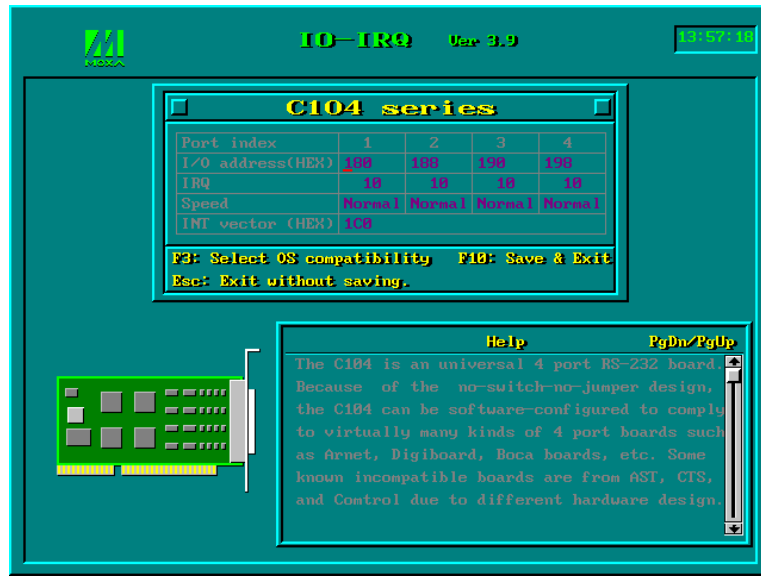 MOXA
IO-IRQ Ver 3.9
13:57:18
C104 series
Port index 1 2 3 4
I/O address(HEX) 180 188 190 198
IRQ 10 10 10 10
Speed Normal Normal Normal Normal
INT vector (HEX) 1C0
F3: Select OS compatibility F10: Save & Exit
Esc: Exit without saving.
Help PgDn/PgUp
The C104 is an universal 4 port RS-232 board.
Because of the no-switch-no-jumper design,
the C104 can be software-configured to comply
to virtually many kinds of 4 port boards such
as Arnet, Digiboard, Boca boards, etc. Some
known incompatible boards are from AST, CTS,
and Comtrol due to different hardware design.